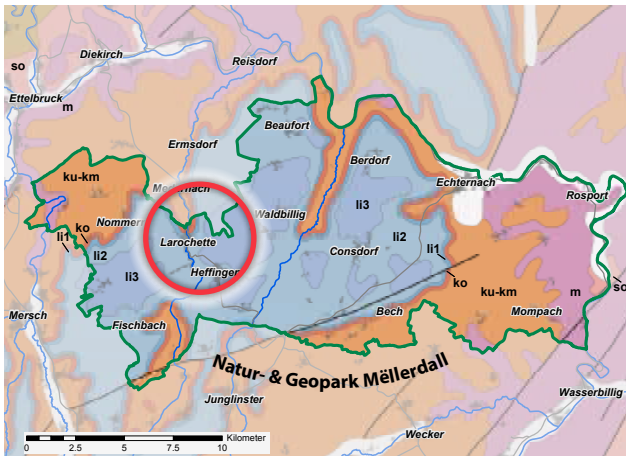 so
Diekirch
Reisdorf
Ettelbruck
m
Beaufort
Ermsdorf
Berdorf
ku-km
Echternach
Medernach
Rosport
Nommern
Waldbillig
li3
ko
Larochette
li2
li1
li2
Consdorf
li1
li3
Heffingen
ko
ku-km
m
so
Mersch
Fischbach
Bech
Mompach
Natur- & Geopark Mëllerdall
Junglinster
Wasserbillig
Wecker
Kilometer
0 2.5 5 7.5 10